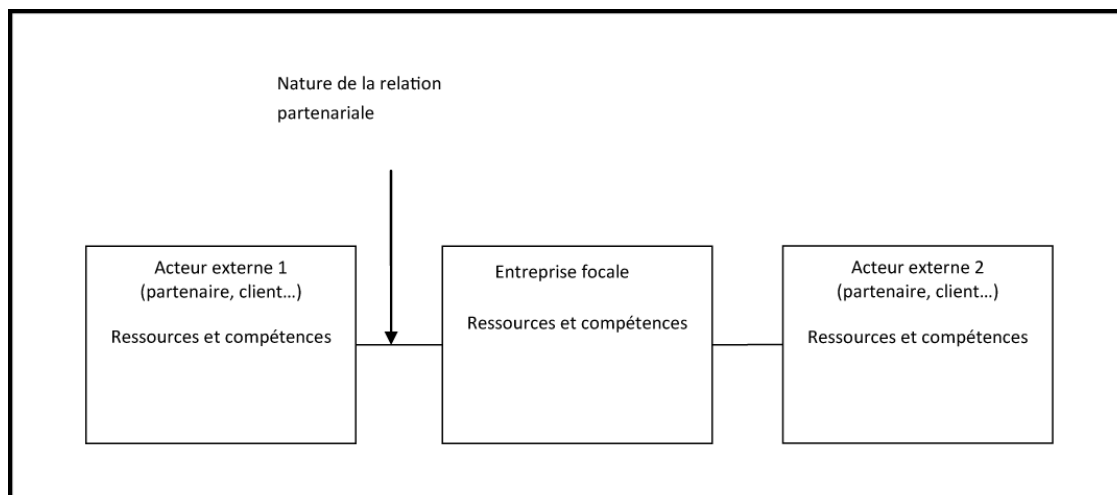 Nature de la relation
partenariale
Acteur externe 1
(partenaire, client…)
Ressources et compétences
Entreprise focale
Ressources et compétences
Acteur externe 2
(partenaire, client…)
Ressources et compétences